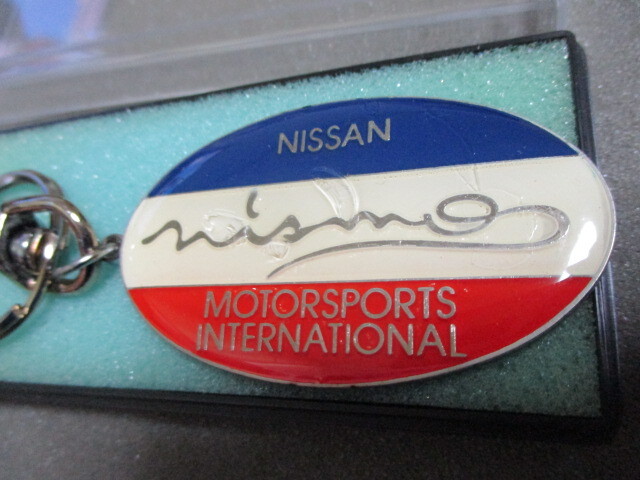 NISSAN
nismo
MOTORSPORTS
INTERNATIONAL